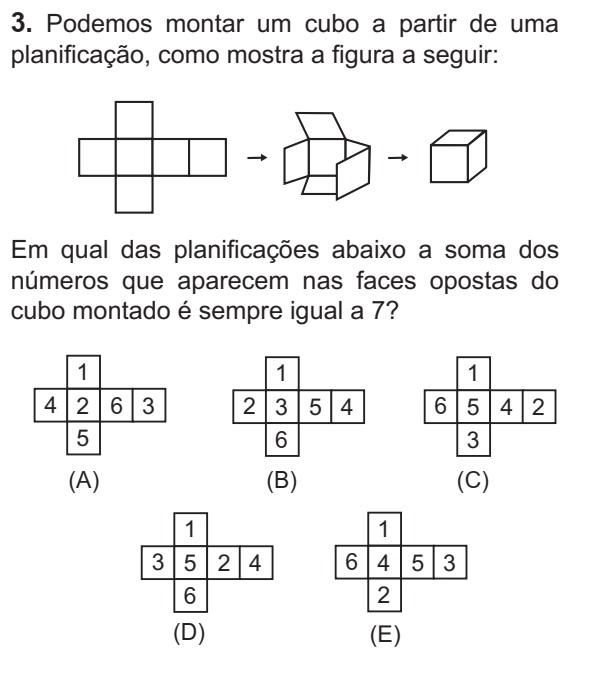 3. Podemos montar um cubo a partir de uma
planificação, como mostra a figura a seguir:
Em qual das planificações abaixo a soma dos
números que aparecem nas faces opostas do
cubo montado é sempre igual a 7?
1
4 2 6 3
5
(A)
1
2 3 5 4
6
(B)
1
6 5 4 2
3
(C)
1
3 5 2 4
6
(D)
1
6 4 5 3
2
(E)